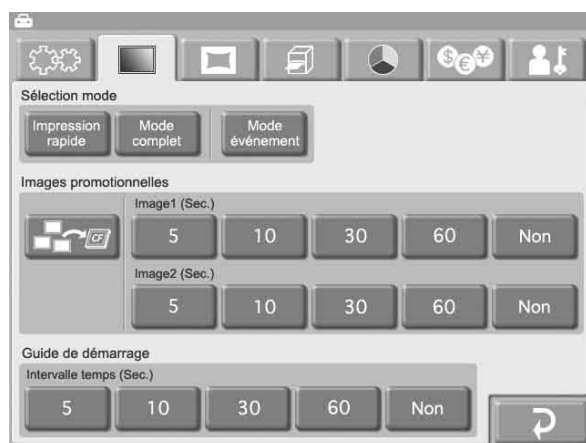 $ € ¥
Sélection mode
Impression
rapide
Mode
complet
Mode
événement
Images promotionnelles
CF
Image1 (Sec.)
5 10 30 60 Non
Image2 (Sec.)
5 10 30 60 Non
Guide de démarrage
Intervalle temps (Sec.)
5 10 30 60 Non